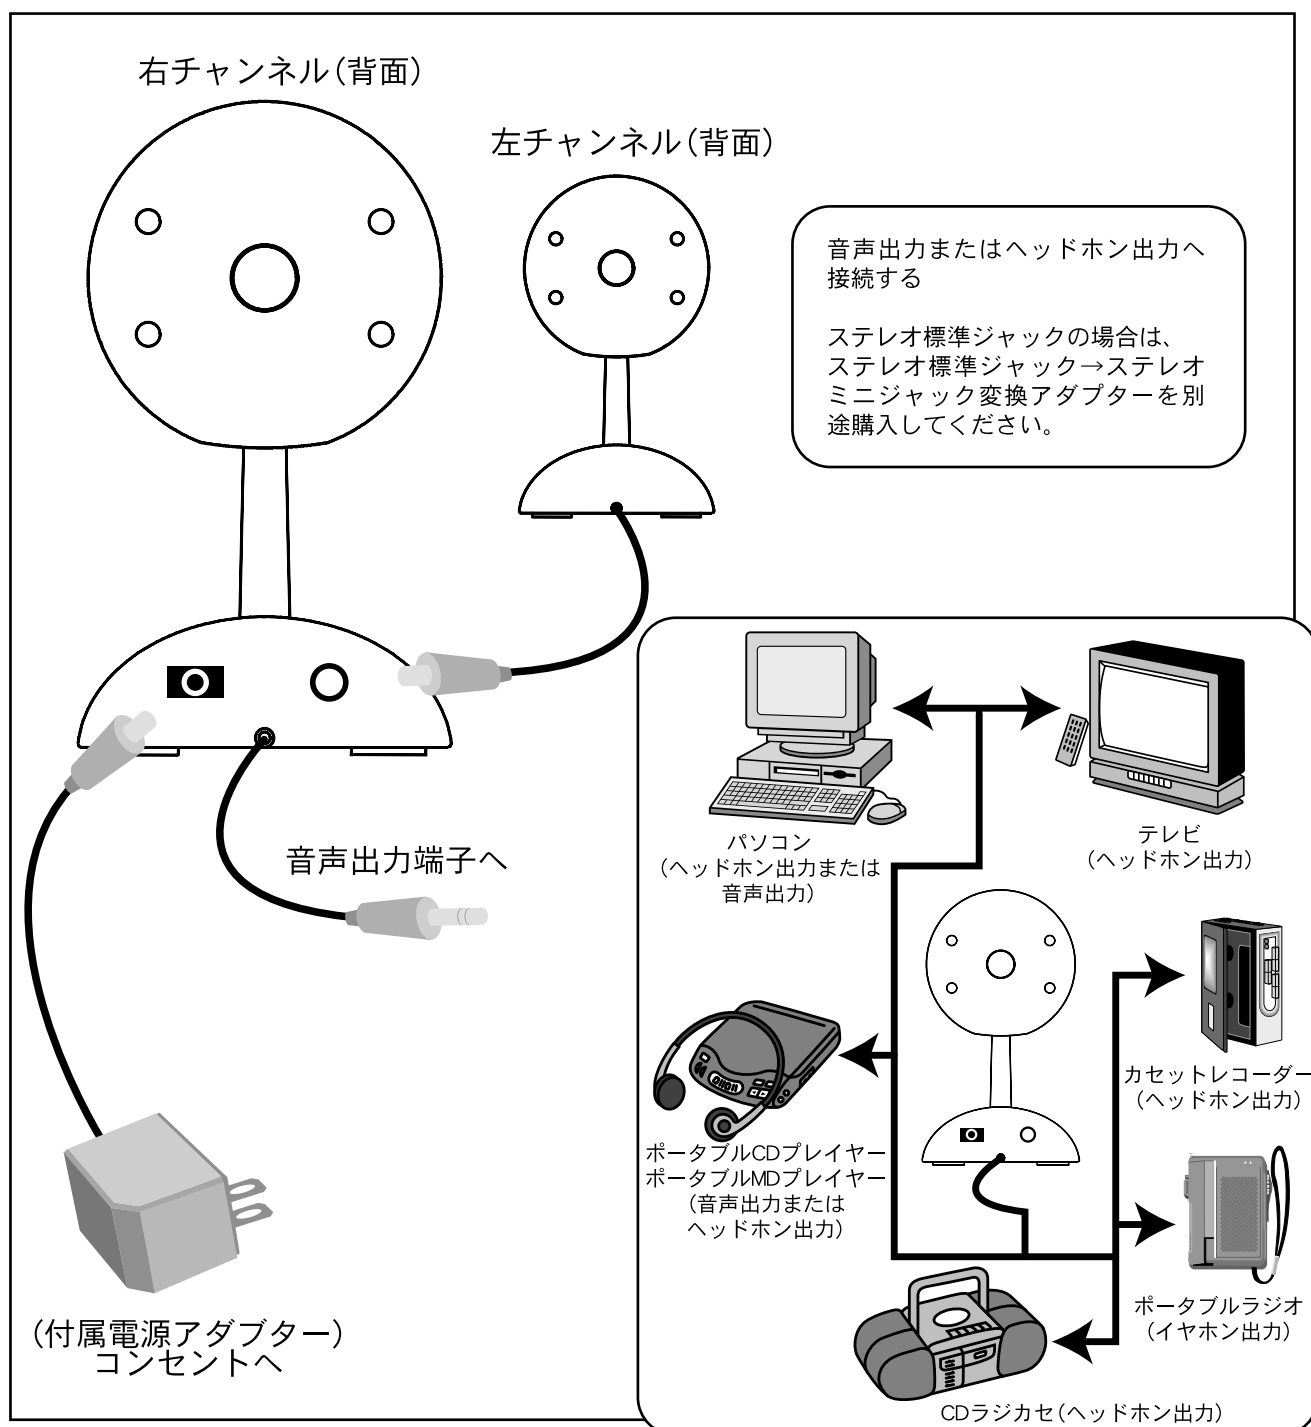 右チャンネル(背面)
左チャンネル(背面)
音声出力またはヘッドホン出力へ
接続する
ステレオ標準ジャックの場合は、
ステレオ標準ジャック→ステレオ
ミニジャック変換アダプターを別
途購入してください。
音声出力端子へ
(付属電源アダプター)
コンセントへ
パソコン
(ヘッドホン出力または
音声出力)
テレビ
(ヘッドホン出力)
カセットレコーダー
(ヘッドホン出力)
ポータブルCDプレイヤー
ポータブルMDプレイヤー
(音声出力または
ヘッドホン出力)
ポータブルラジオ
(イヤホン出力)
CDラジカセ(ヘッドホン出力)